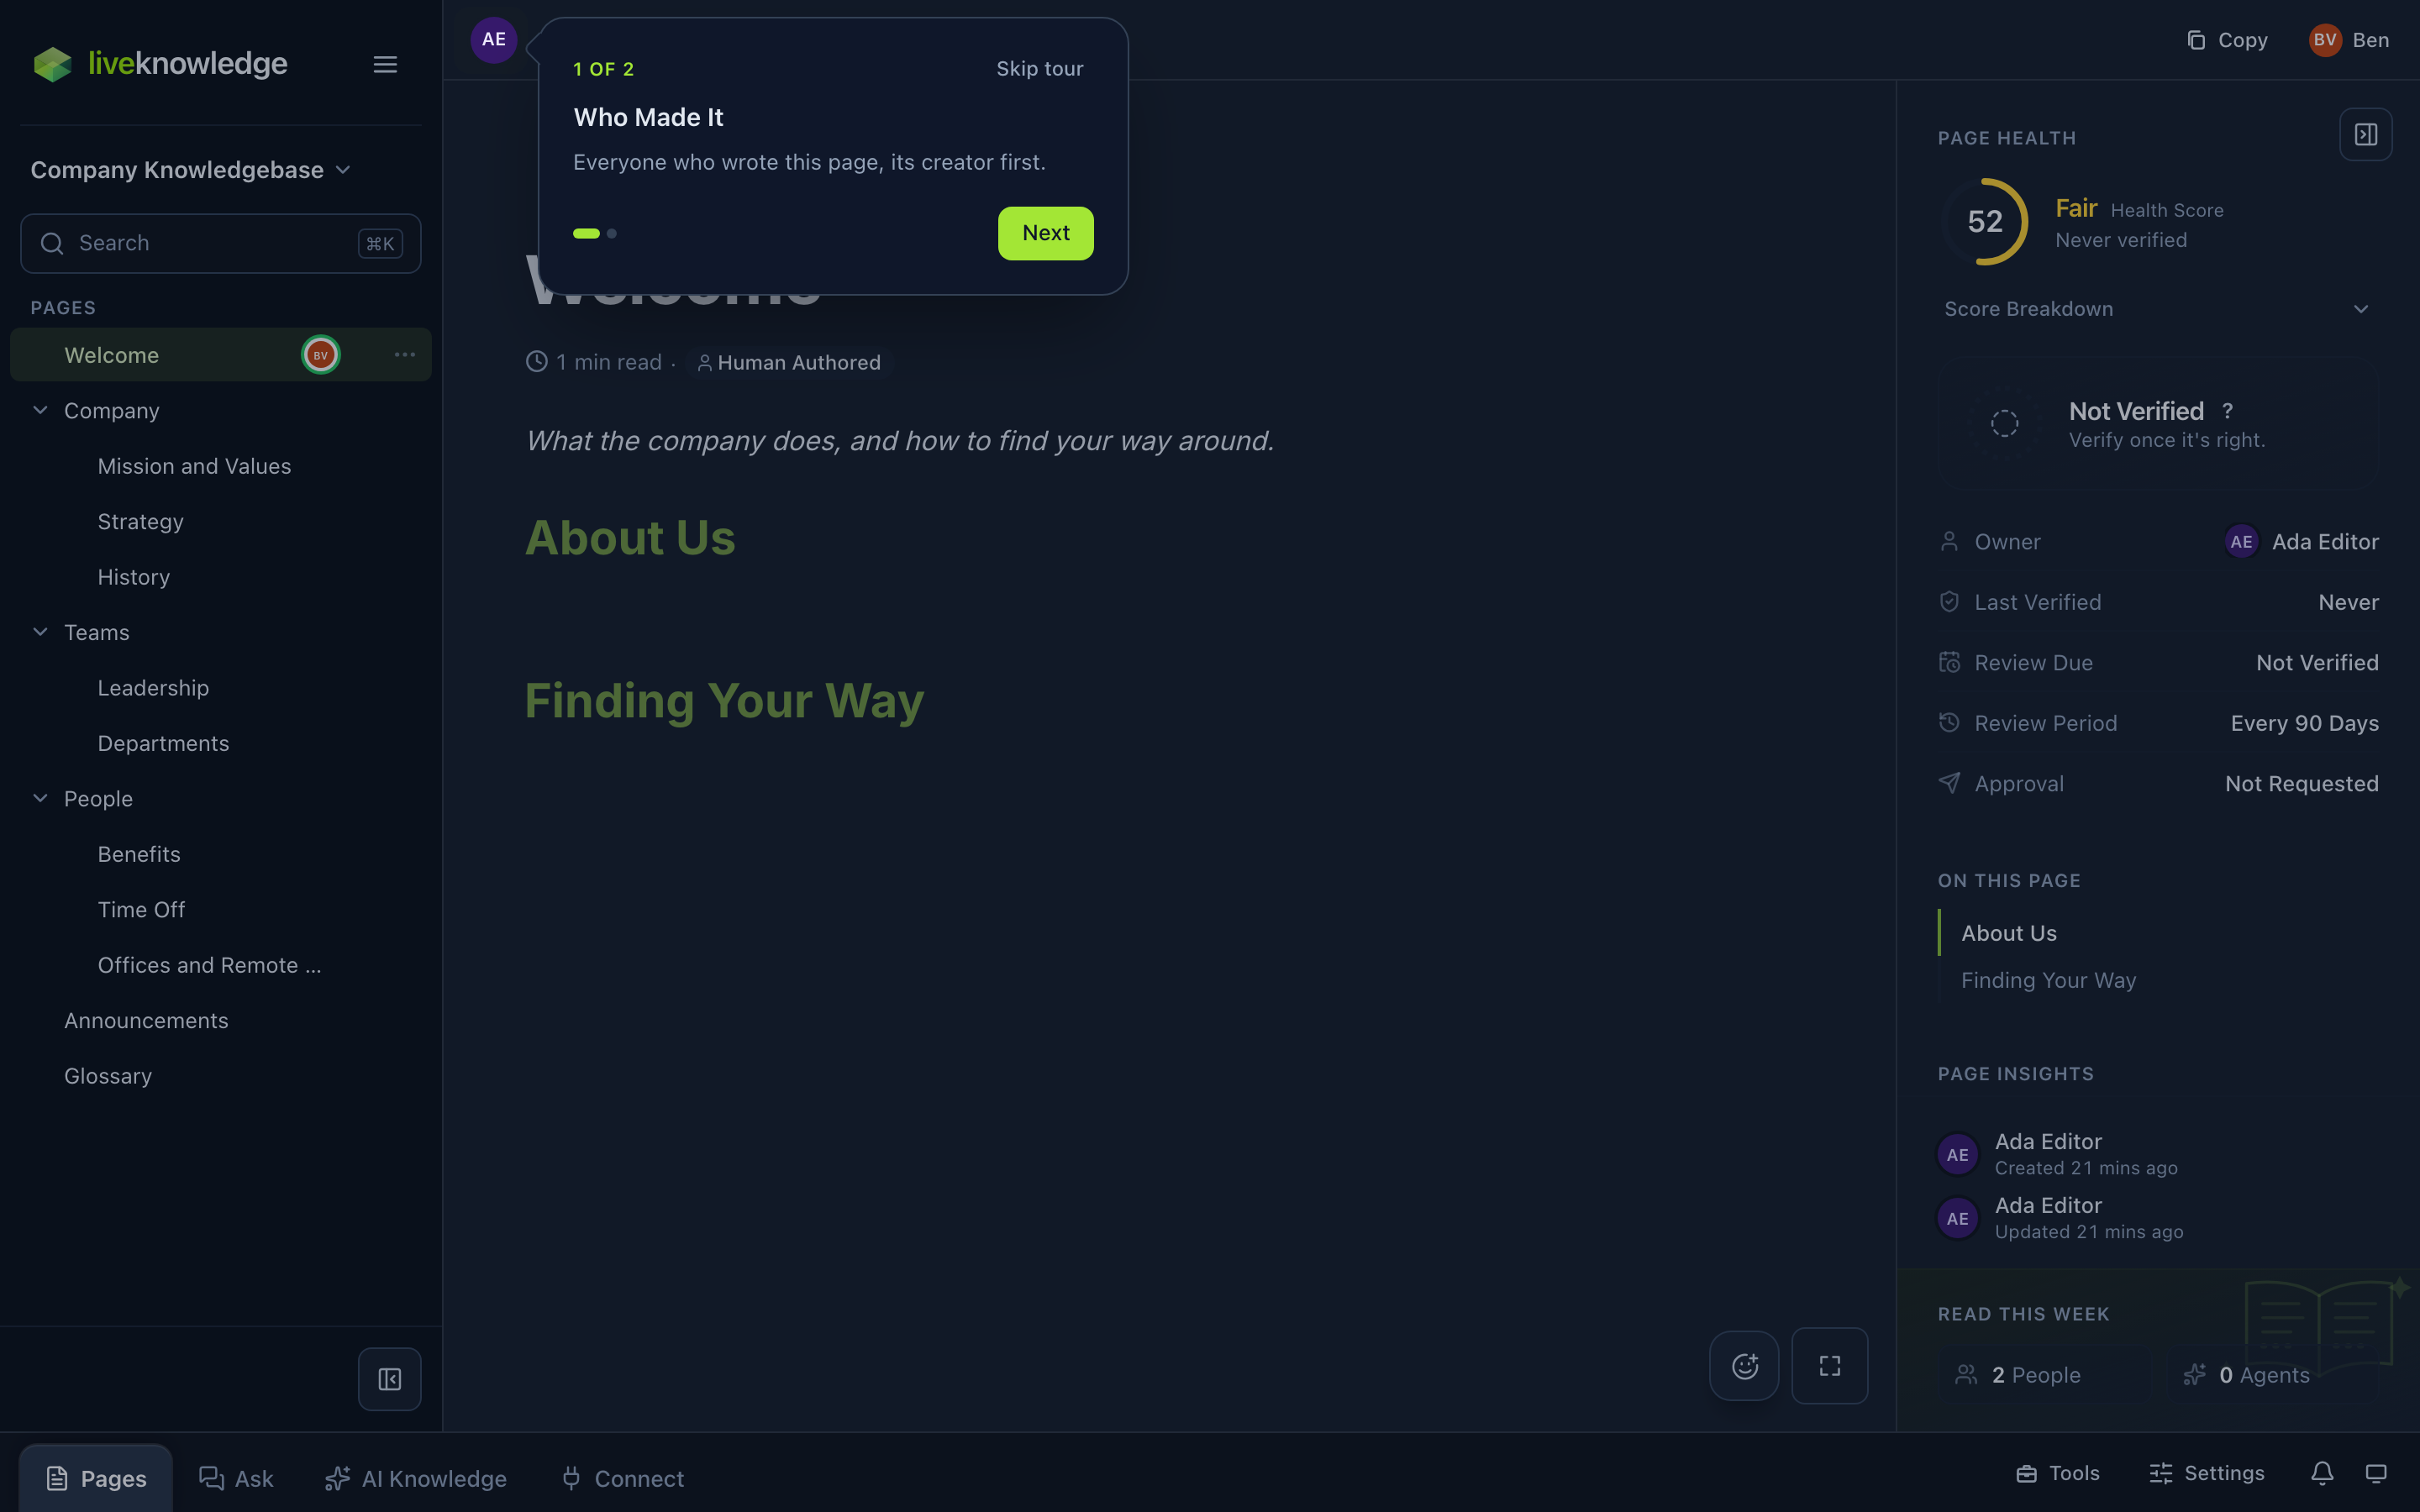 liveknowledge
Company Knowledgebase
Search
⌘K
PAGES
Welcome
BV
Company
Mission and Values
Strategy
History
Teams
Leadership
Departments
People
Benefits
Time Off
Offices and Remote ...
Announcements
Glossary
AE
1 OF 2
Skip tour
Who Made It
Everyone who wrote this page, its creator first.
Next
Copy
BV
Ben
Welcome
1 min read ·
Human Authored
What the company does, and how to find your way around.
About Us
Finding Your Way
PAGE HEALTH
52
Fair Health Score
Never verified
Score Breakdown
Not Verified ?
Verify once it's right.
Owner
AE
Ada Editor
Last Verified
Never
Review Due
Not Verified
Review Period
Every 90 Days
Approval
Not Requested
ON THIS PAGE
About Us
Finding Your Way
PAGE INSIGHTS
AE
Ada Editor
Created 21 mins ago
AE
Ada Editor
Updated 21 mins ago
READ THIS WEEK
2 People
0 Agents
Pages
Ask
AI Knowledge
Connect
Tools
Settings